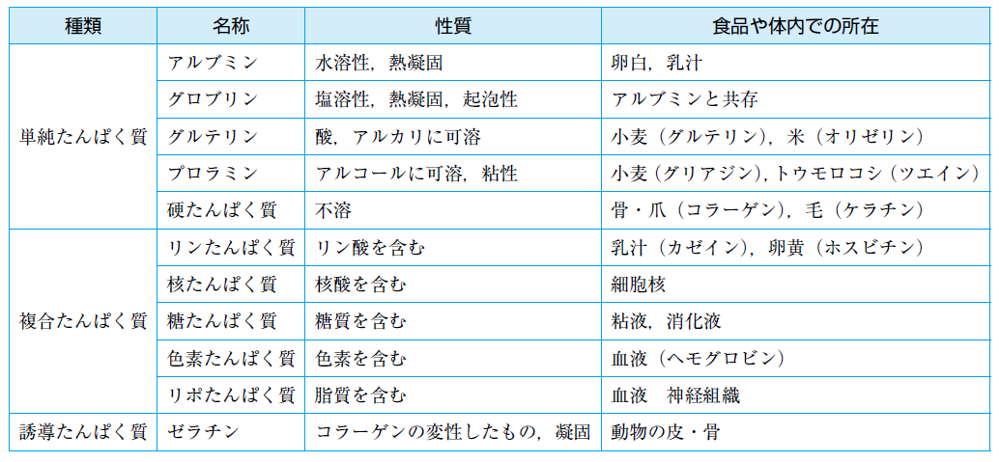 種類 名称 性質 食品や体内での所在
単純たんぱく質 アルブミン 水溶性，熱凝固 卵白，乳汁
グロブリン 塩溶性，熱凝固，起泡性 アルブミンと共存
グルテリン 酸，アルカリに可溶 小麦（グルテリン），米（オリゼリン）
プロラミン アルコールに可溶，粘性 小麦（グリアジン），トウモロコシ（ツエイン）
硬たんぱく質 不溶 骨・爪（コラーゲン），毛（ケラチン）
複合たんぱく質 リンたんぱく質 リン酸を含む 乳汁（カゼイン），卵黄（ホスビチン）
核たんぱく質 核酸を含む 細胞核
糖たんぱく質 糖質を含む 粘液，消化液
色素たんぱく質 色素を含む 血液（ヘモグロビン）
リポたんぱく質 脂質を含む 血液　神経組織
誘導たんぱく質 ゼラチン コラーゲンの変性したもの，凝固 動物の皮・骨